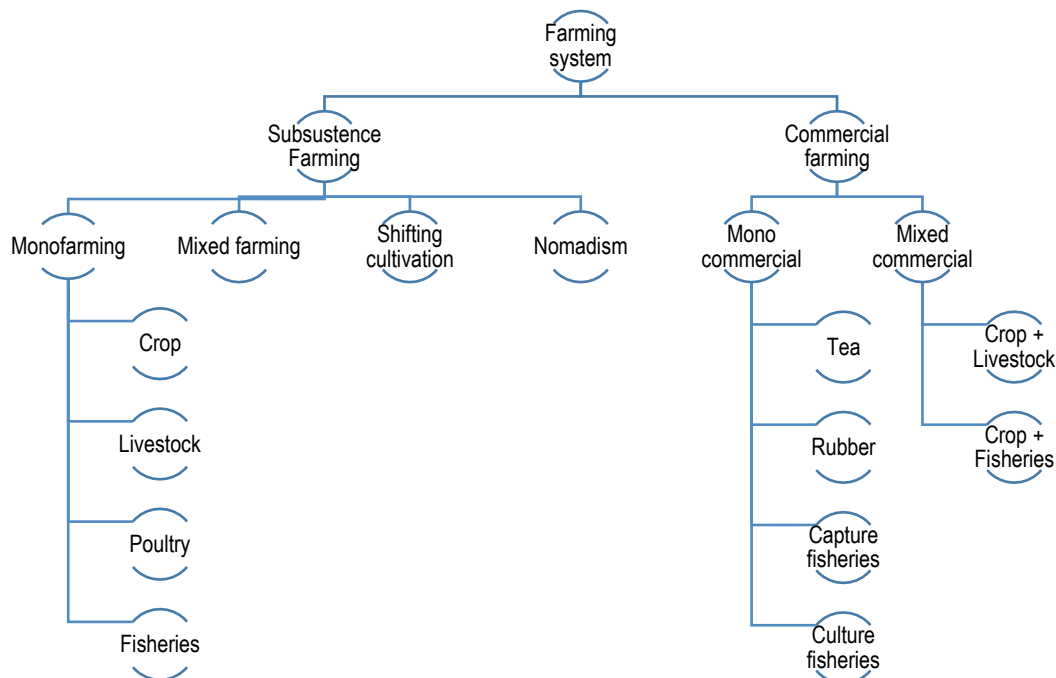 Farming
system
Subsustence
Farming
Commercial
farming
Monofarming
Mixed farming
Shifting
cultivation
Nomadism
Mono
commercial
Mixed
commercial
Crop
Livestock
Poultry
Fisheries
Tea
Rubber
Capture
fisheries
Culture
fisheries
Crop +
Livestock
Crop +
Fisheries